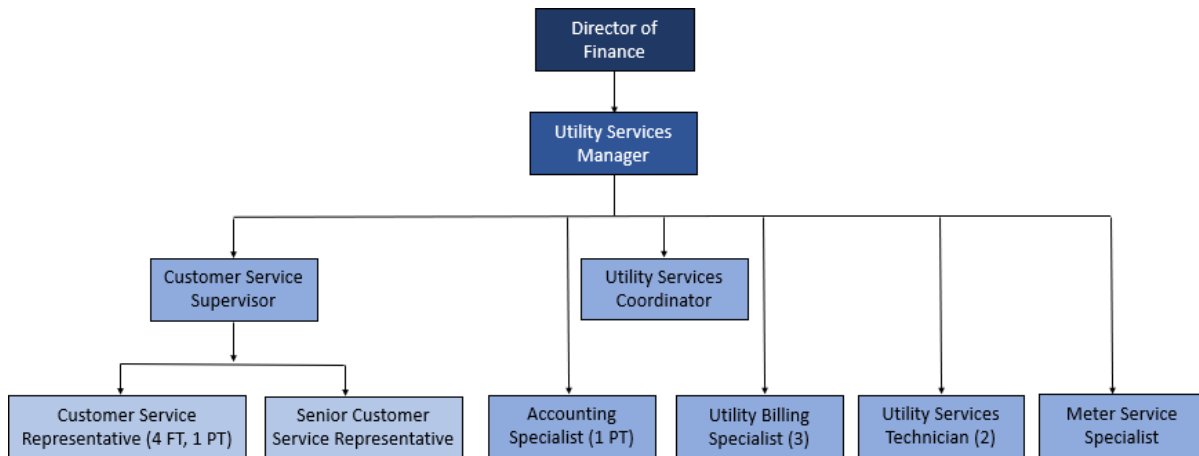 Director of
Finance
Utility Services
Manager
Customer Service
Supervisor
Utility Services
Coordinator
Customer Service
Representative (4 FT, 1 PT)
Senior Customer
Service Representative
Accounting
Specialist (1 PT)
Utility Billing
Specialist (3)
Utility Services
Technician (2)
Meter Service
Specialist